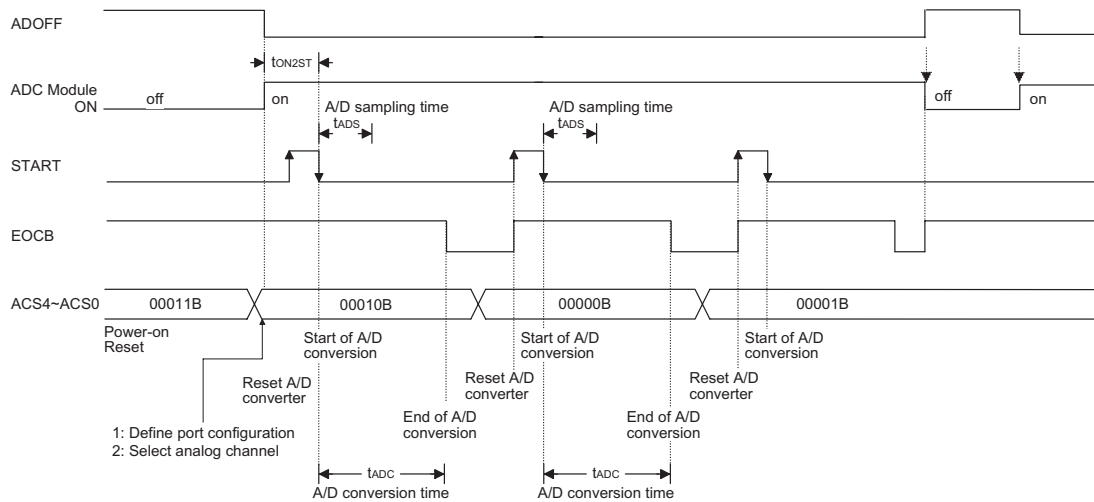 ADOFF
tON2ST
ADC Module
ON
off
on
A/D sampling time
tADS
A/D sampling time
tADS
off
on
START
EOCB
ACS4~ACS0
00011B
00010B
00000B
00001B
Power-on
Reset
Start of A/D
conversion
Start of A/D
conversion
Start of A/D
conversion
Reset A/D
converter
Reset A/D
converter
Reset A/D
converter
End of A/D
conversion
End of A/D
conversion
1: Define port configuration
2: Select analog channel
tADC
A/D conversion time
tADC
A/D conversion time